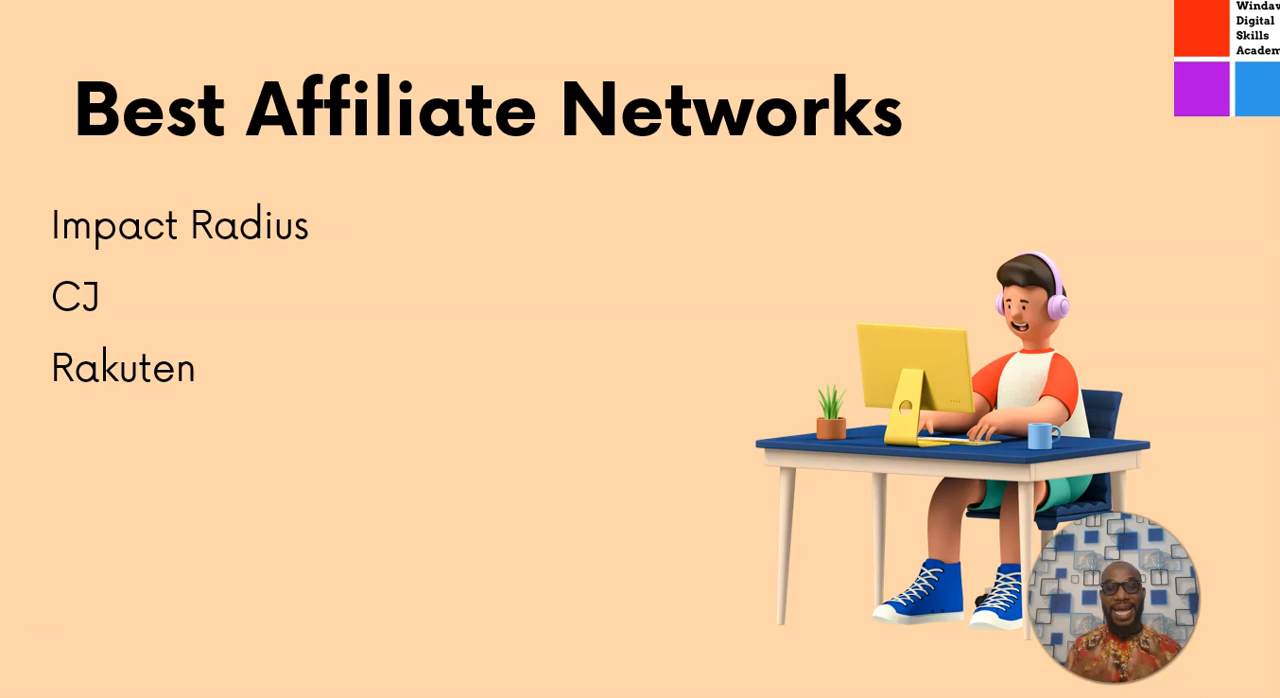 Best Affiliate Networks
Impact Radius
CJ
Rakuten
Digital
Skills